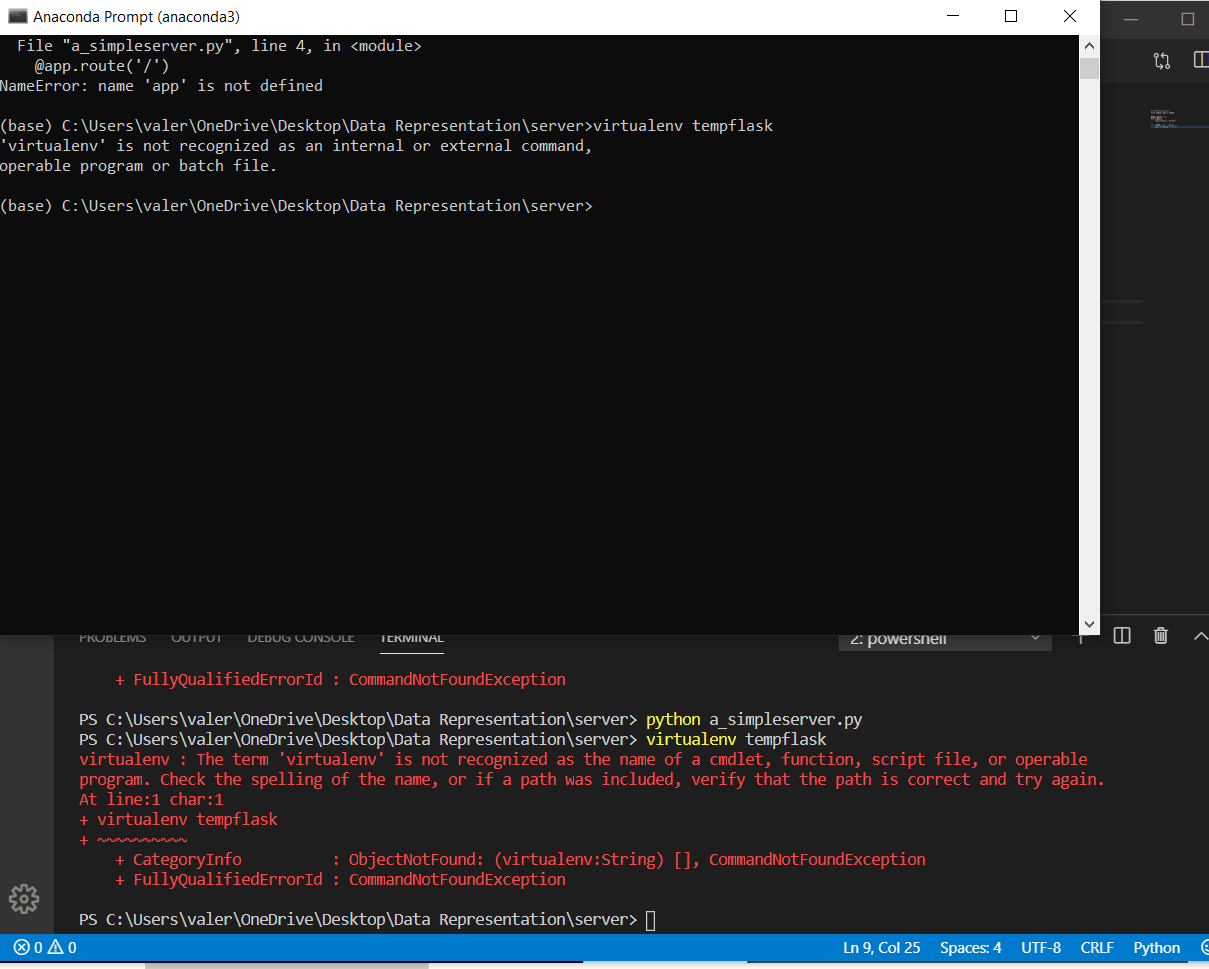 Anaconda Prompt (anaconda3)
File "a_simpleserver.py", line 4, in <module>
@app.route('/')
NameError: name 'app' is not defined
(base) C:\Users\valer\OneDrive\Desktop\Data Representation\server>virtualenv tempflask
'virtualenv' is not recognized as an internal or external command,
operable program or batch file.
(base) C:\Users\valer\OneDrive\Desktop\Data Representation\server>
PROBLEMS OUTPUT DEBUG CONSOLE TERMINAL 2: powershell
+ FullyQualifiedErrorId : CommandNotFoundException
PS C:\Users\valer\OneDrive\Desktop\Data Representation\server> python a_simpleserver.py
PS C:\Users\valer\OneDrive\Desktop\Data Representation\server> virtualenv tempflask
virtualenv : The term 'virtualenv' is not recognized as the name of a cmdlet, function, script file, or operable
program. Check the spelling of the name, or if a path was included, verify that the path is correct and try again.
At line:1 char:1
+ virtualenv tempflask
+ ~~~~~~~~~~
+ CategoryInfo : ObjectNotFound: (virtualenv:String) [], CommandNotFoundException
+ FullyQualifiedErrorId : CommandNotFoundException
PS C:\Users\valer\OneDrive\Desktop\Data Representation\server>
0 0 Ln 9, Col 25 Spaces: 4 UTF-8 CRLF Python